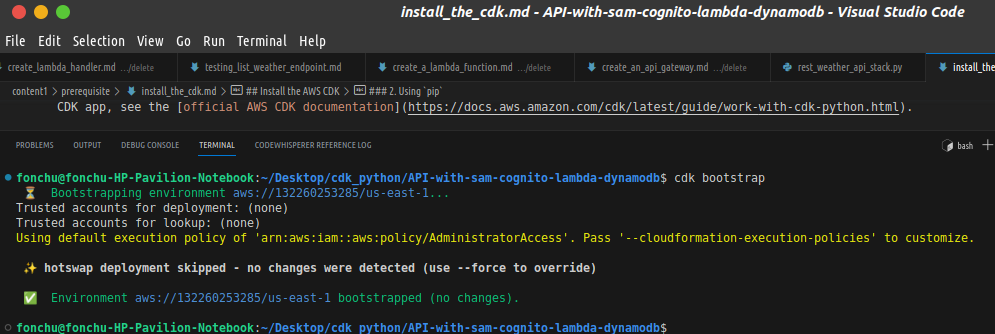 install_the_cdk.md - API-with-sam-cognito-lambda-dynamodb - Visual Studio Code
File Edit Selection View Go Run Terminal Help
create_lambda_handler.md .../delete testing_list_weather_endpoint.md create_a_lambda_function.md .../delete create_an_api_gateway.md .../delete rest_weather_api_stack.py install_the
content1 > prerequisite > install_the_cdk.md > ## Install the AWS CDK > ### 2. Using `pip`
CDK app, see the [official AWS CDK documentation](https://docs.aws.amazon.com/cdk/latest/guide/work-with-cdk-python.html).
PROBLEMS OUTPUT DEBUG CONSOLE TERMINAL CODEWHISPERER REFERENCE LOG bash
fonchu@fonchu-HP-Pavilion-Notebook:~/Desktop/cdk_python/API-with-sam-cognito-lambda-dynamodb$ cdk bootstrap
⏳ Bootstrapping environment aws://132260253285/us-east-1...
Trusted accounts for deployment: (none)
Trusted accounts for lookup: (none)
Using default execution policy of 'arn:aws:iam::aws:policy/AdministratorAccess'. Pass '--cloudformation-execution-policies' to customize.
✨ hotswap deployment skipped - no changes were detected (use --force to override)
✅ Environment aws://132260253285/us-east-1 bootstrapped (no changes).
fonchu@fonchu-HP-Pavilion-Notebook:~/Desktop/cdk_python/API-with-sam-cognito-lambda-dynamodb$